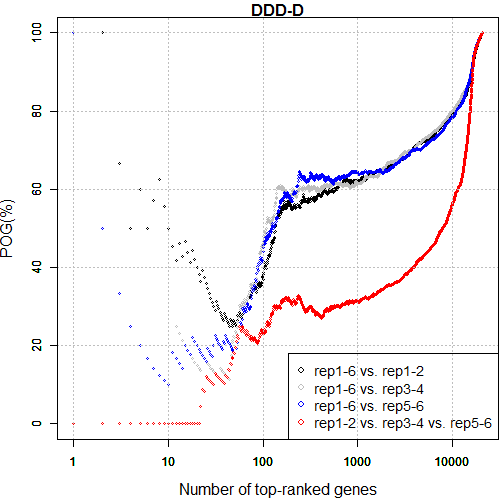 DDD-D
100
80
60
40
20
0
POG(%)
rep1-6 vs. rep1-2
rep1-6 vs. rep3-4
rep1-6 vs. rep5-6
rep1-2 vs. rep3-4 vs. rep5-6
1 10 100 1000 10000
Number of top-ranked genes